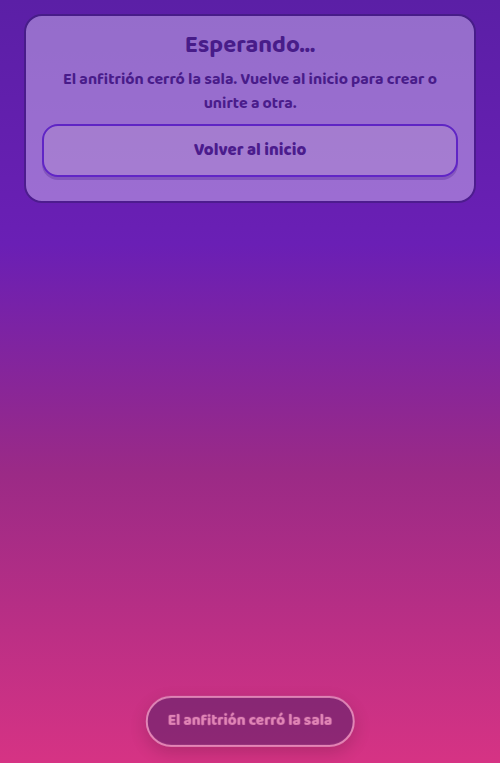 Esperando...
El anfitrión cerró la sala. Vuelve al inicio para crear o
unirte a otra.
Volver al inicio
El anfitrión cerró la sala